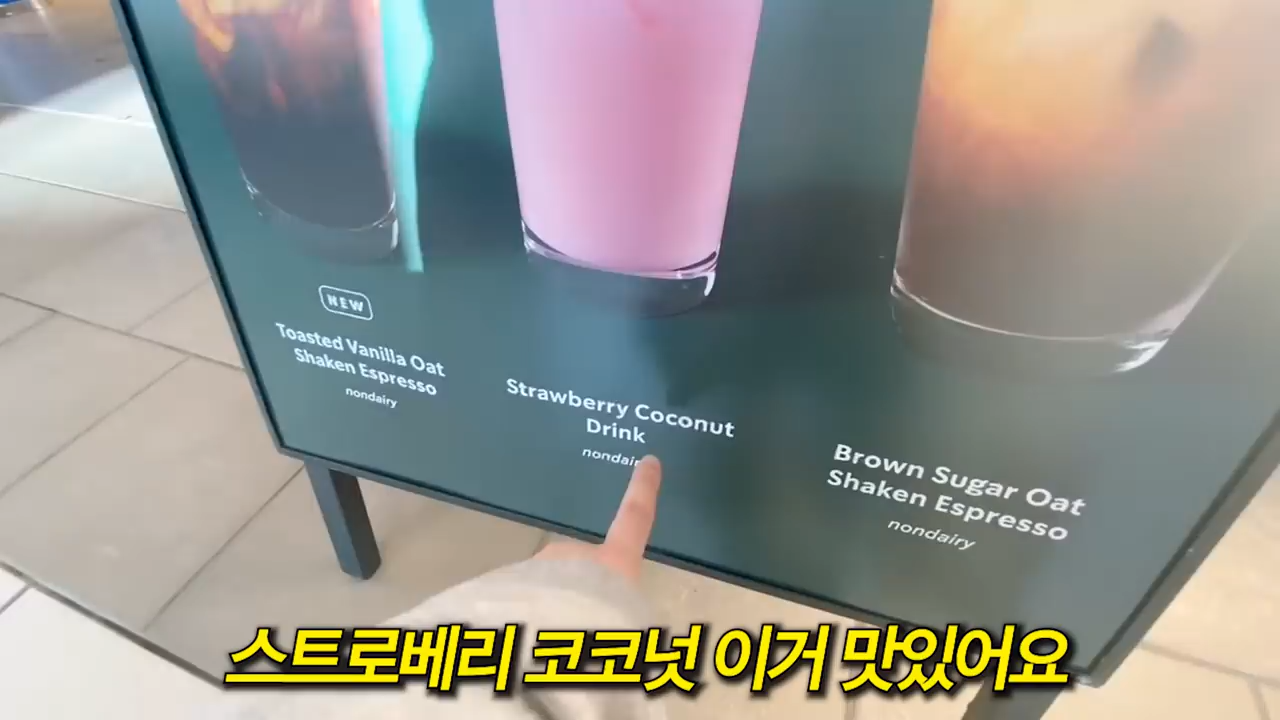 NEW
Toasted Vanilla Oat
Shaken Espresso
nondairy
Strawberry Coconut
Drink
nondair
Brown Sugar Oat
Shaken Espresso
nondairy
스트로베리 코코넛 이거 맛있어요